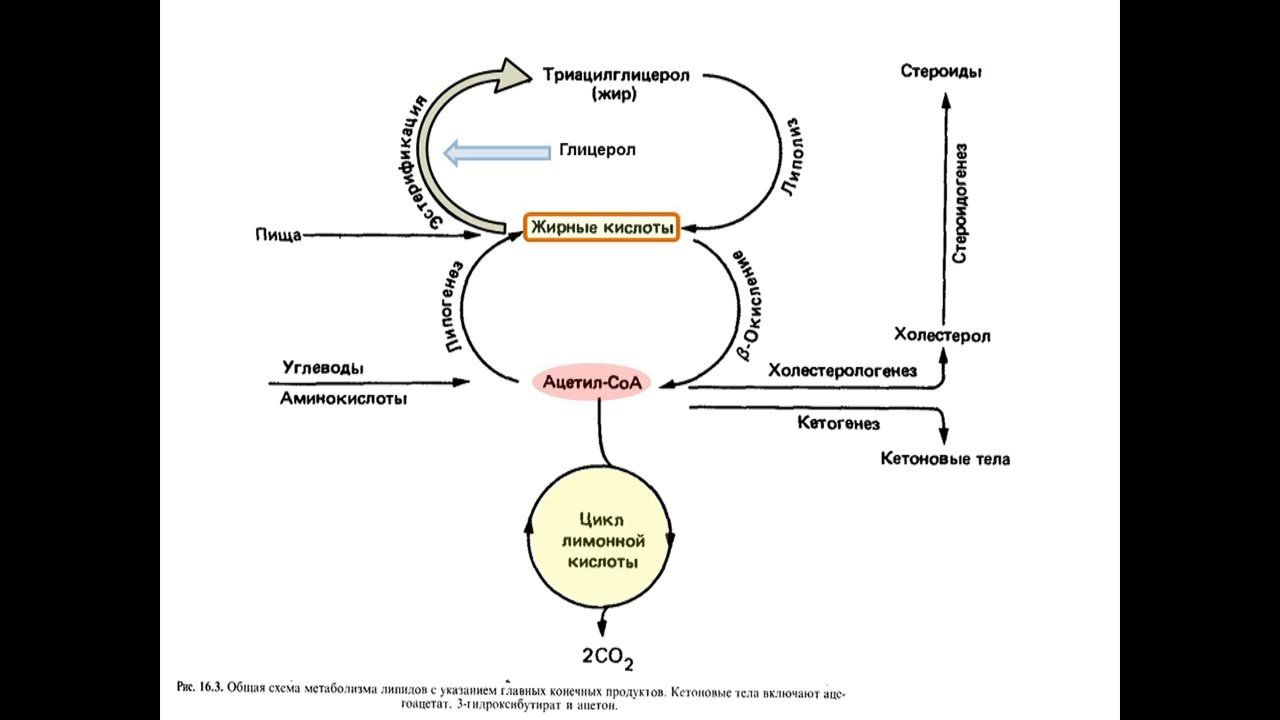 Триацилглицерол
(жир)
Стероиды
Эстерификация
Глицерол
Липолиз
Стероидогенез
Пища
Жирные кислоты
Липогенез
β-Окисление
Холестерол
Углеводы
Аминокислоты
Ацетил-СоА
Холестерологенез
Кетогенез
Кетоновые тела
Цикл
лимонной
кислоты
2CO₂
Рис. 16.3. Общая схема метаболизма липидов с указанием главных конечных продуктов. Кетоновые тела включают аце-
тоацетат, 3-гидроксибутират и ацетон.